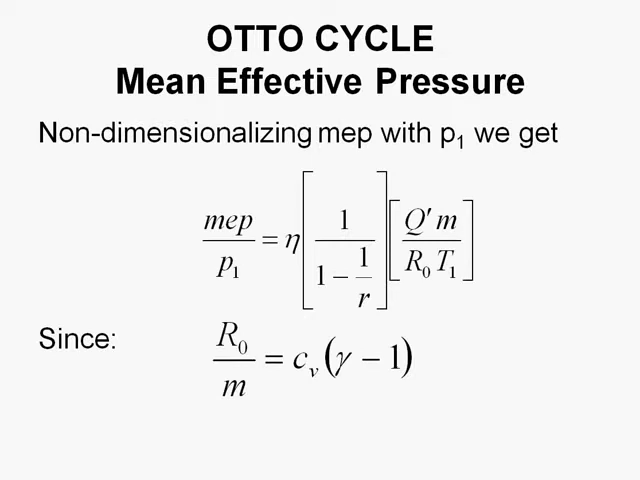 OTTO CYCLE
Mean Effective Pressure
Non-dimensionalizing mep with p₁ we get
mep/p₁ = η [1/(1 − 1/r)] [Q′ m/(R₀ T₁)]
Since: R₀/m = cᵥ(γ − 1)